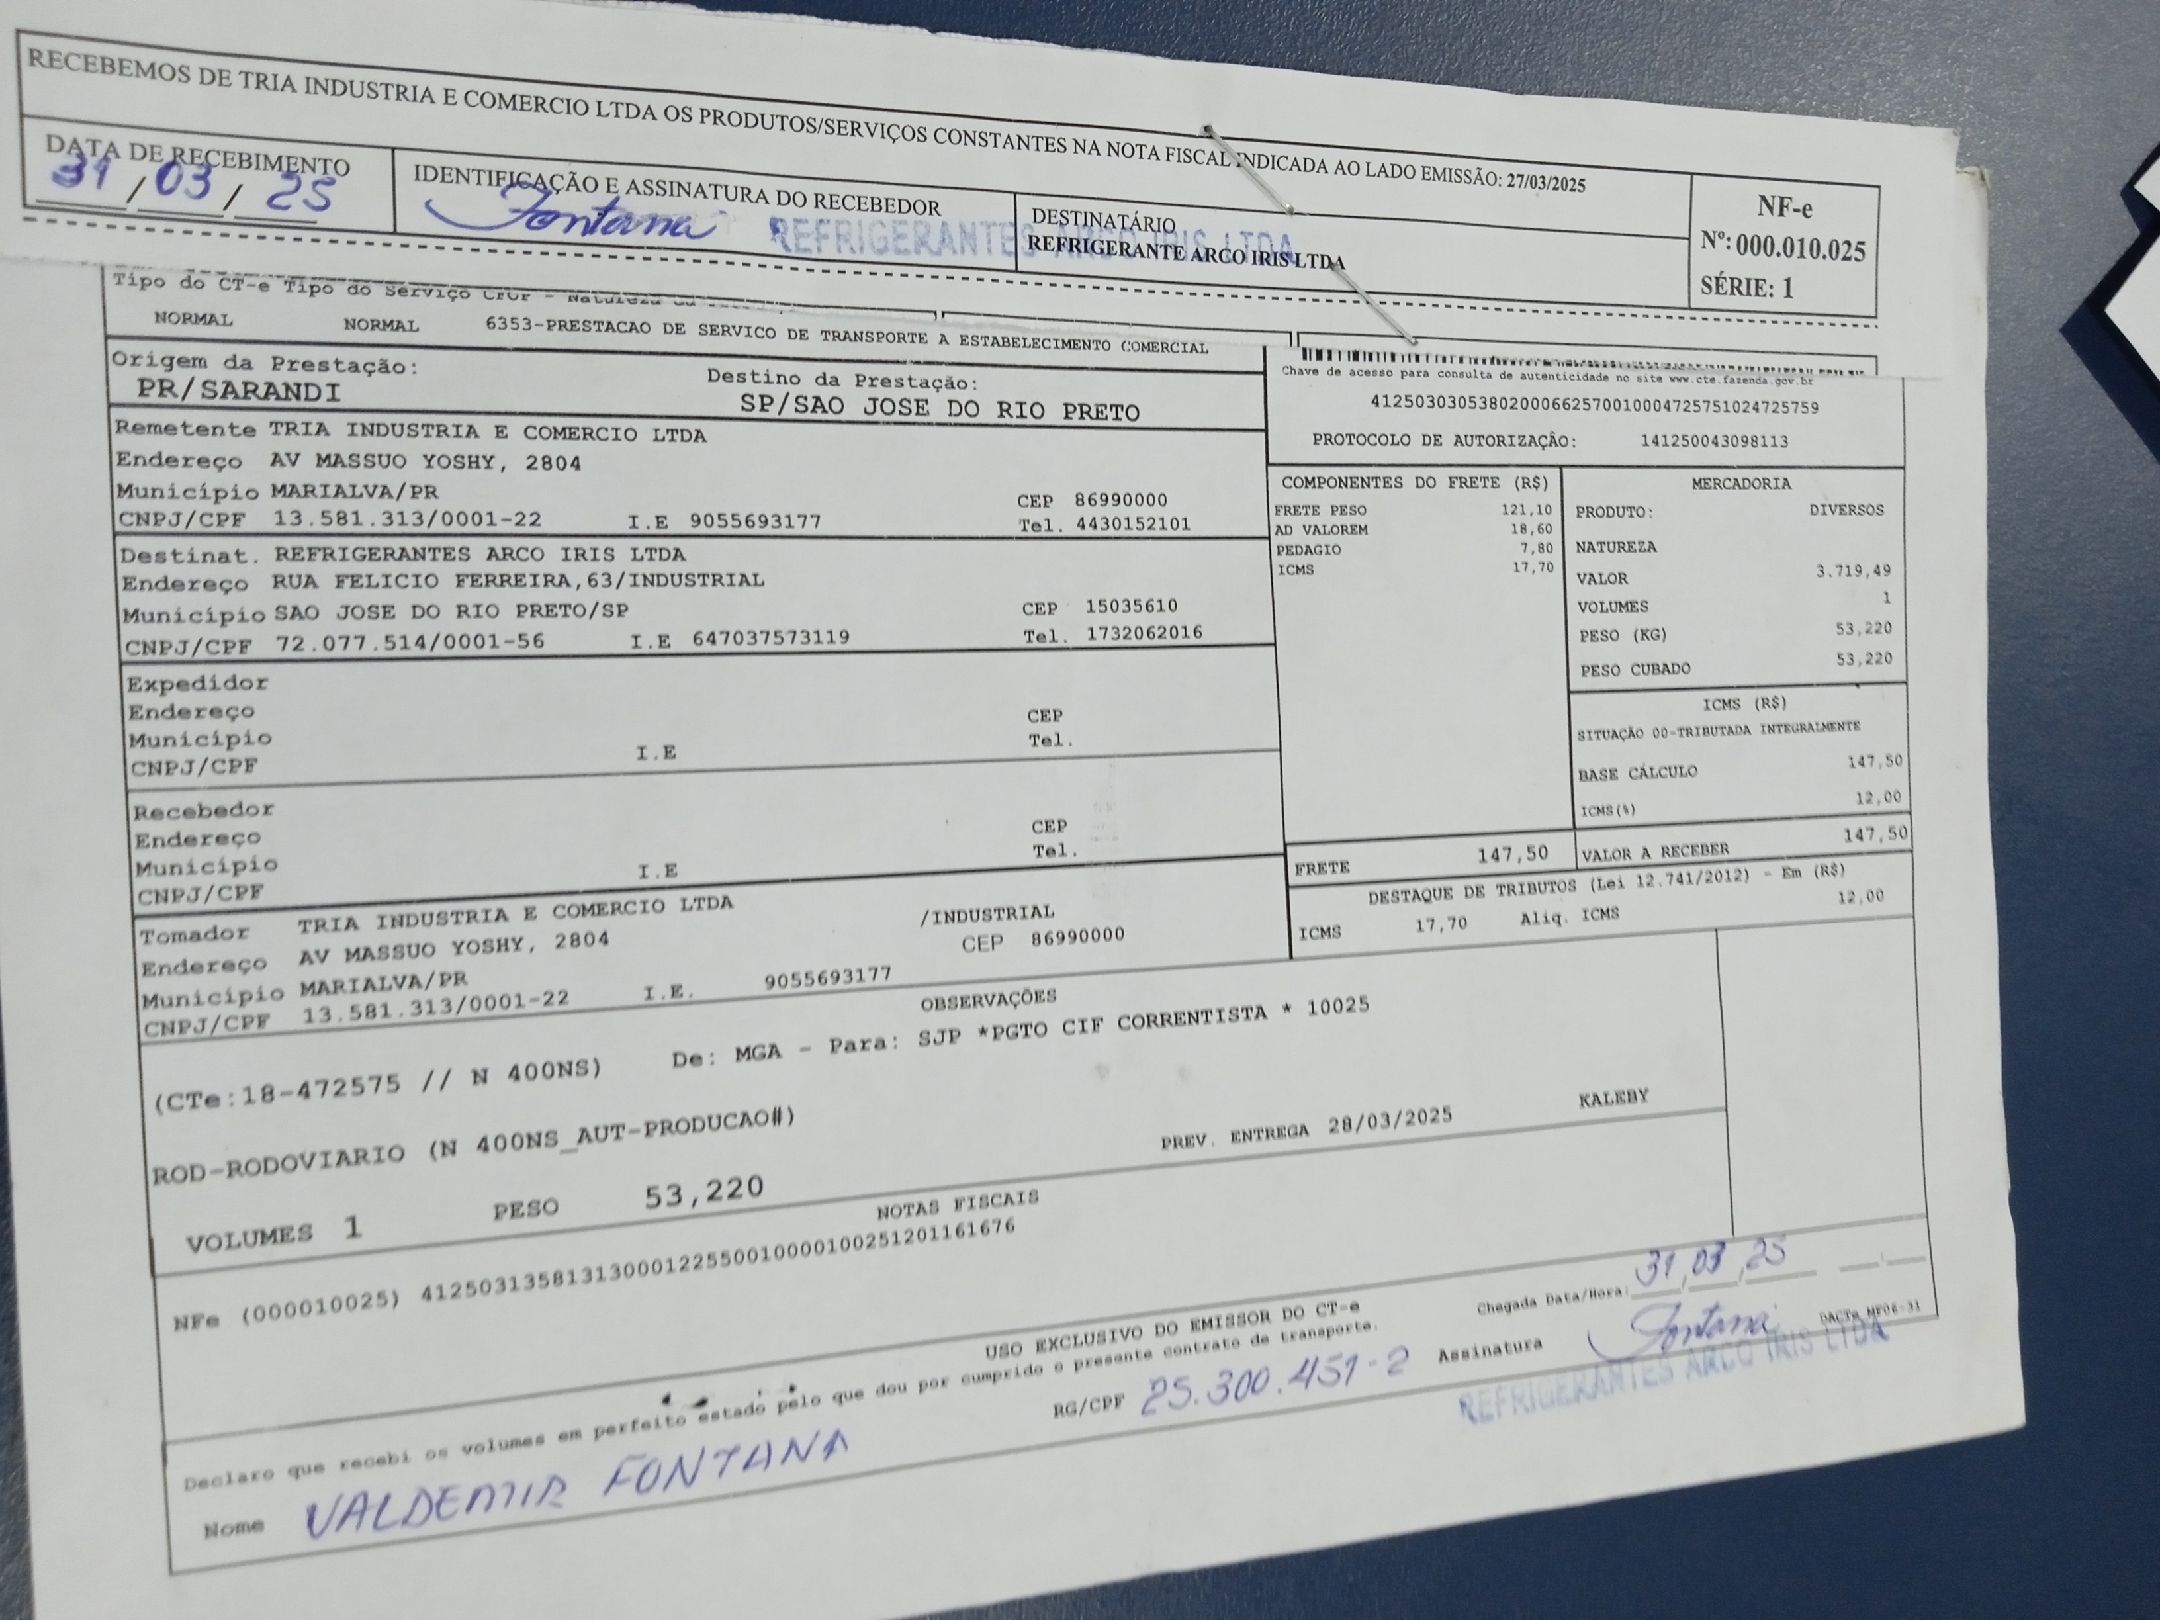 RECEBEMOS DE TRIA INDUSTRIA E COMERCIO LTDA OS PRODUTOS/SERVIÇOS CONSTANTES NA NOTA FISCAL INDICADA AO LADO EMISSÃO: 27/03/2025
NF-e
Nº: 000.010.025
SÉRIE: 1
DATA DE RECEBIMENTO
31/03/25
IDENTIFICAÇÃO E ASSINATURA DO RECEBEDOR
Fontana REFRIGERANTES ARCO IRIS LTDA
DESTINATÁRIO
REFRIGERANTE ARCO IRIS LTDA
Tipo do CT-e Tipo do Serviço
NORMAL NORMAL 6353-PRESTACAO DE SERVICO DE TRANSPORTE A ESTABELECIMENTO COMERCIAL
Origem da Prestação: Destino da Prestação:
PR/SARANDI SP/SAO JOSE DO RIO PRETO
Chave de acesso para consulta de autenticidade no site www.cte.fazenda.gov.br
41250303053802000662570010004725751024725759
PROTOCOLO DE AUTORIZAÇÃO: 141250043098113
Remetente TRIA INDUSTRIA E COMERCIO LTDA
Endereço AV MASSUO YOSHY, 2804
Município MARIALVA/PR CEP 86990000
CNPJ/CPF 13.581.313/0001-22 I.E 9055693177 Tel. 4430152101
Destinat. REFRIGERANTES ARCO IRIS LTDA
Endereço RUA FELICIO FERREIRA,63/INDUSTRIAL
Município SAO JOSE DO RIO PRETO/SP CEP 15035610
CNPJ/CPF 72.077.514/0001-56 I.E 647037573119 Tel. 1732062016
Expedidor
Endereço
Município CEP
CNPJ/CPF I.E Tel.
Recebedor
Endereço
Município CEP
CNPJ/CPF I.E Tel.
Tomador TRIA INDUSTRIA E COMERCIO LTDA
Endereço AV MASSUO YOSHY, 2804 /INDUSTRIAL
Município MARIALVA/PR CEP 86990000
CNPJ/CPF 13.581.313/0001-22 I.E. 9055693177
COMPONENTES DO FRETE (R$)
FRETE PESO 121,10
AD VALOREM 18,60
PEDAGIO 7,80
ICMS 17,70
MERCADORIA
PRODUTO: DIVERSOS
NATUREZA
VALOR 3.719,49
VOLUMES 1
PESO (KG) 53,220
PESO CUBADO 53,220
ICMS (R$)
SITUAÇÃO 00-TRIBUTADA INTEGRALMENTE
BASE CÁLCULO 147,50
ICMS(%) 12,00
FRETE 147,50 VALOR A RECEBER 147,50
DESTAQUE DE TRIBUTOS (Lei 12.741/2012) - Em (R$)
ICMS 17,70 Aliq. ICMS 12,00
OBSERVAÇÕES
(CTe:18-472575 // N 400NS) De: MGA - Para: SJP *PGTO CIF CORRENTISTA * 10025
ROD-RODOVIARIO (N 400NS_AUT-PRODUCAO#)
PREV. ENTREGA 28/03/2025 KALEBY
VOLUMES 1 PESO 53,220
NOTAS FISCAIS
NFe (000010025) 41250313581313000122550010000100251201161676
USO EXCLUSIVO DO EMISSOR DO CT-e
Chegada Data/Hora: 31/03/25
DACTe NF06-31
Declaro que recebi os volumes em perfeito estado pelo que dou por cumprido o presente contrato de transporte.
Nome VALDEMIR FONTANA RG/CPF 25.300.451-2 Assinatura Fontana
REFRIGERANTES ARCO IRIS LTDA